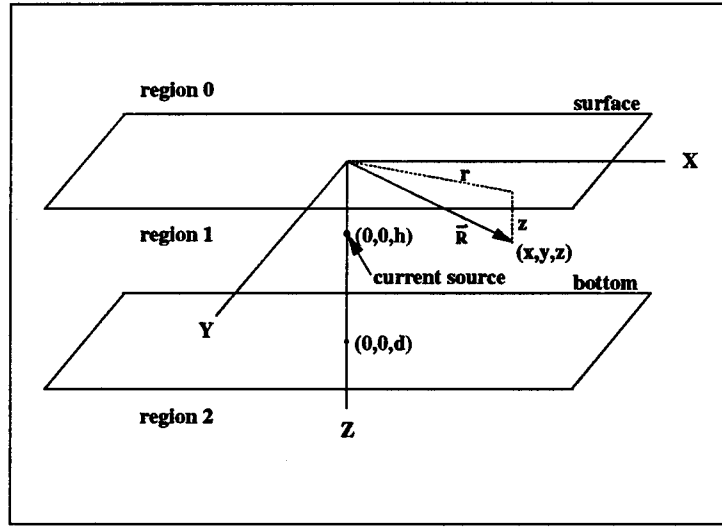 region 0
surface
X
r
region 1
z
R
(0,0,h)
(x,y,z)
current source
bottom
Y
(0,0,d)
region 2
Z